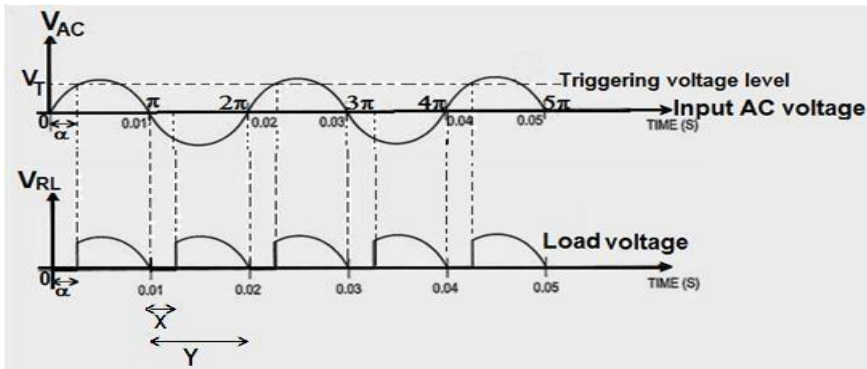 VAC
VT
Triggering voltage level
π 2π 3π 4π 5π
0 0.01 0.02 0.03 0.04 0.05 Input AC voltage
α TIME (S)
VRL
Load voltage
0 α 0.01 0.02 0.03 0.04 0.05 TIME (S)
X
Y